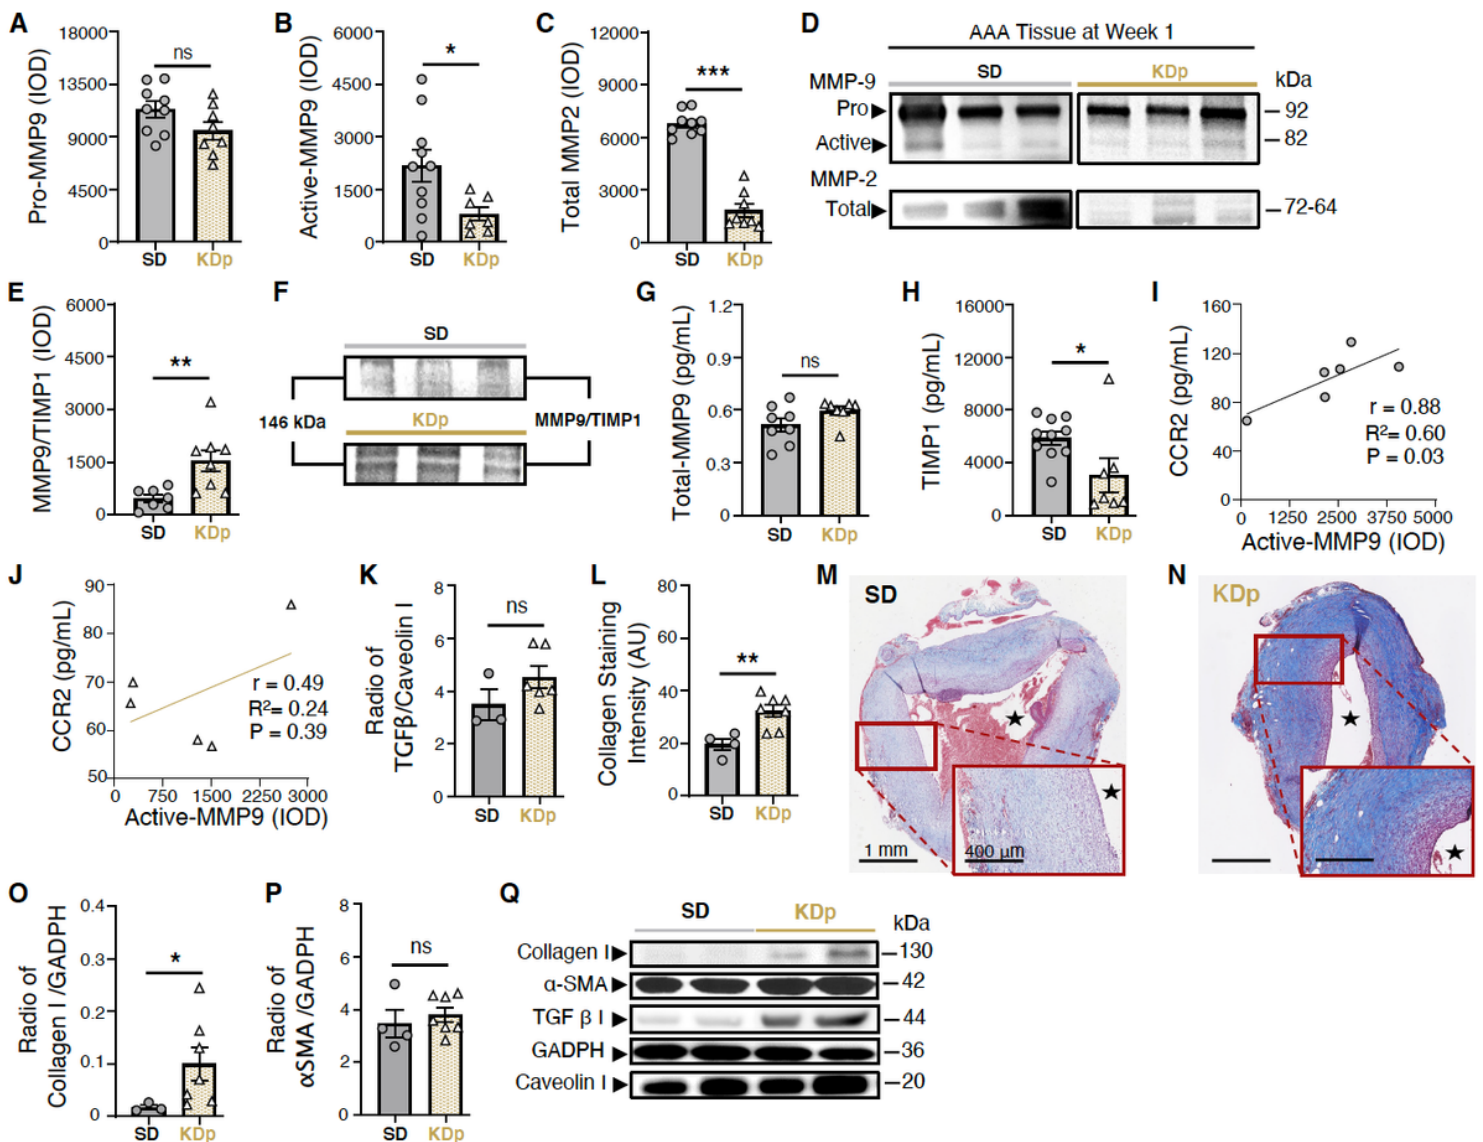 A
Pro-MMP9 (IOD)
18000
13500
9000
4500
0
ns
SD
KDp
B
Active-MMP9 (IOD)
6000
4500
3000
1500
0
*
SD
KDp
C
Total MMP2 (IOD)
12000
9000
6000
3000
0
***
SD
KDp
D
AAA Tissue at Week 1
SD
KDp
kDa
MMP-9
Pro
Active
92
82
MMP-2
Total
72-64
E
MMP9/TIMP1 (IOD)
6000
4500
3000
1500
0
**
SD
KDp
F
SD
146 kDa
KDp
MMP9/TIMP1
G
Total-MMP9 (pg/mL)
1.2
0.9
0.6
0.3
0
ns
SD
KDp
H
TIMP1 (pg/mL)
16000
12000
8000
4000
0
*
SD
KDp
I
CCR2 (pg/mL)
160
120
80
40
0
r = 0.88
R²= 0.60
P = 0.03
0 1250 2500 3750 5000
Active-MMP9 (IOD)
J
CCR2 (pg/mL)
90
80
70
60
50
r = 0.49
R²= 0.24
P = 0.39
0 750 1500 2250 3000
Active-MMP9 (IOD)
K
Radio of
TGFβ/Caveolin I
8
6
4
2
0
ns
SD
KDp
L
Collagen Staining
Intensity (AU)
80
60
40
20
0
**
SD
KDp
M
SD
1 mm
400 µm
N
KDp
O
Radio of
Collagen I /GADPH
0.4
0.3
0.2
0.1
0
*
SD
KDp
P
Radio of
αSMA /GADPH
8
6
4
2
0
ns
SD
KDp
Q
SD
KDp
kDa
Collagen I
130
α-SMA
42
TGF β I
44
GADPH
36
Caveolin I
20